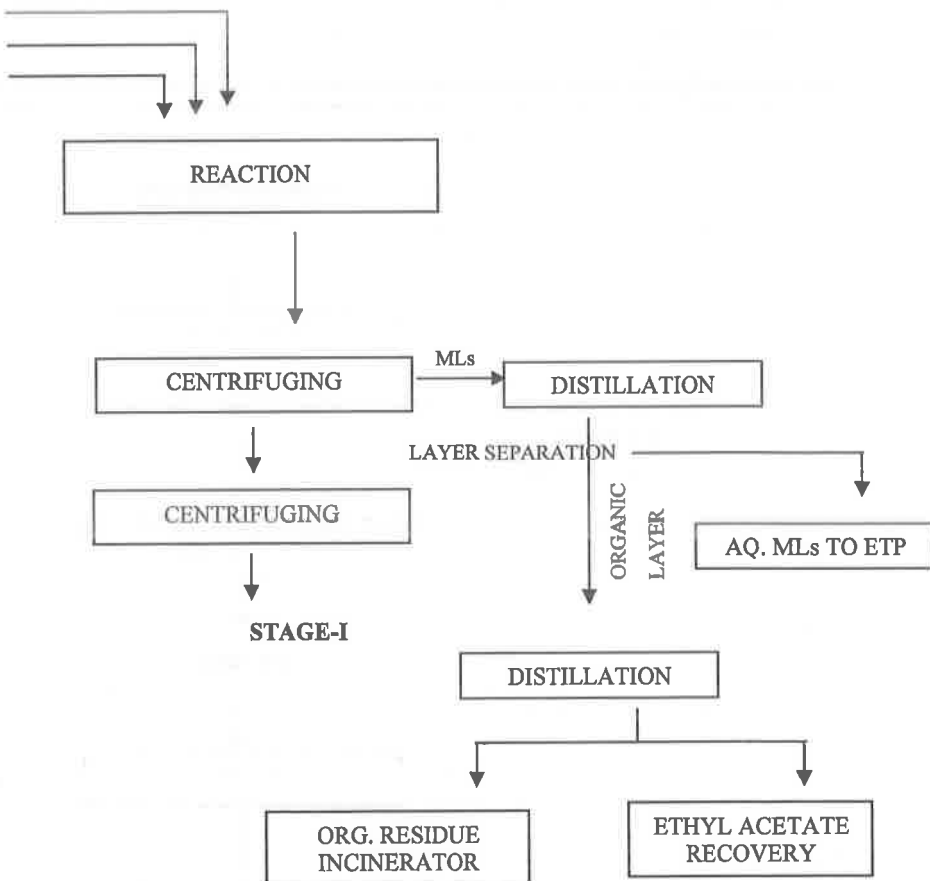 REACTION
MLs
CENTRIFUGING
DISTILLATION
LAYER SEPARATION
ORGANIC
LAYER
CENTRIFUGING
AQ. MLs TO ETP
STAGE-I
DISTILLATION
ORG. RESIDUE
INCINERATOR
ETHYL ACETATE
RECOVERY